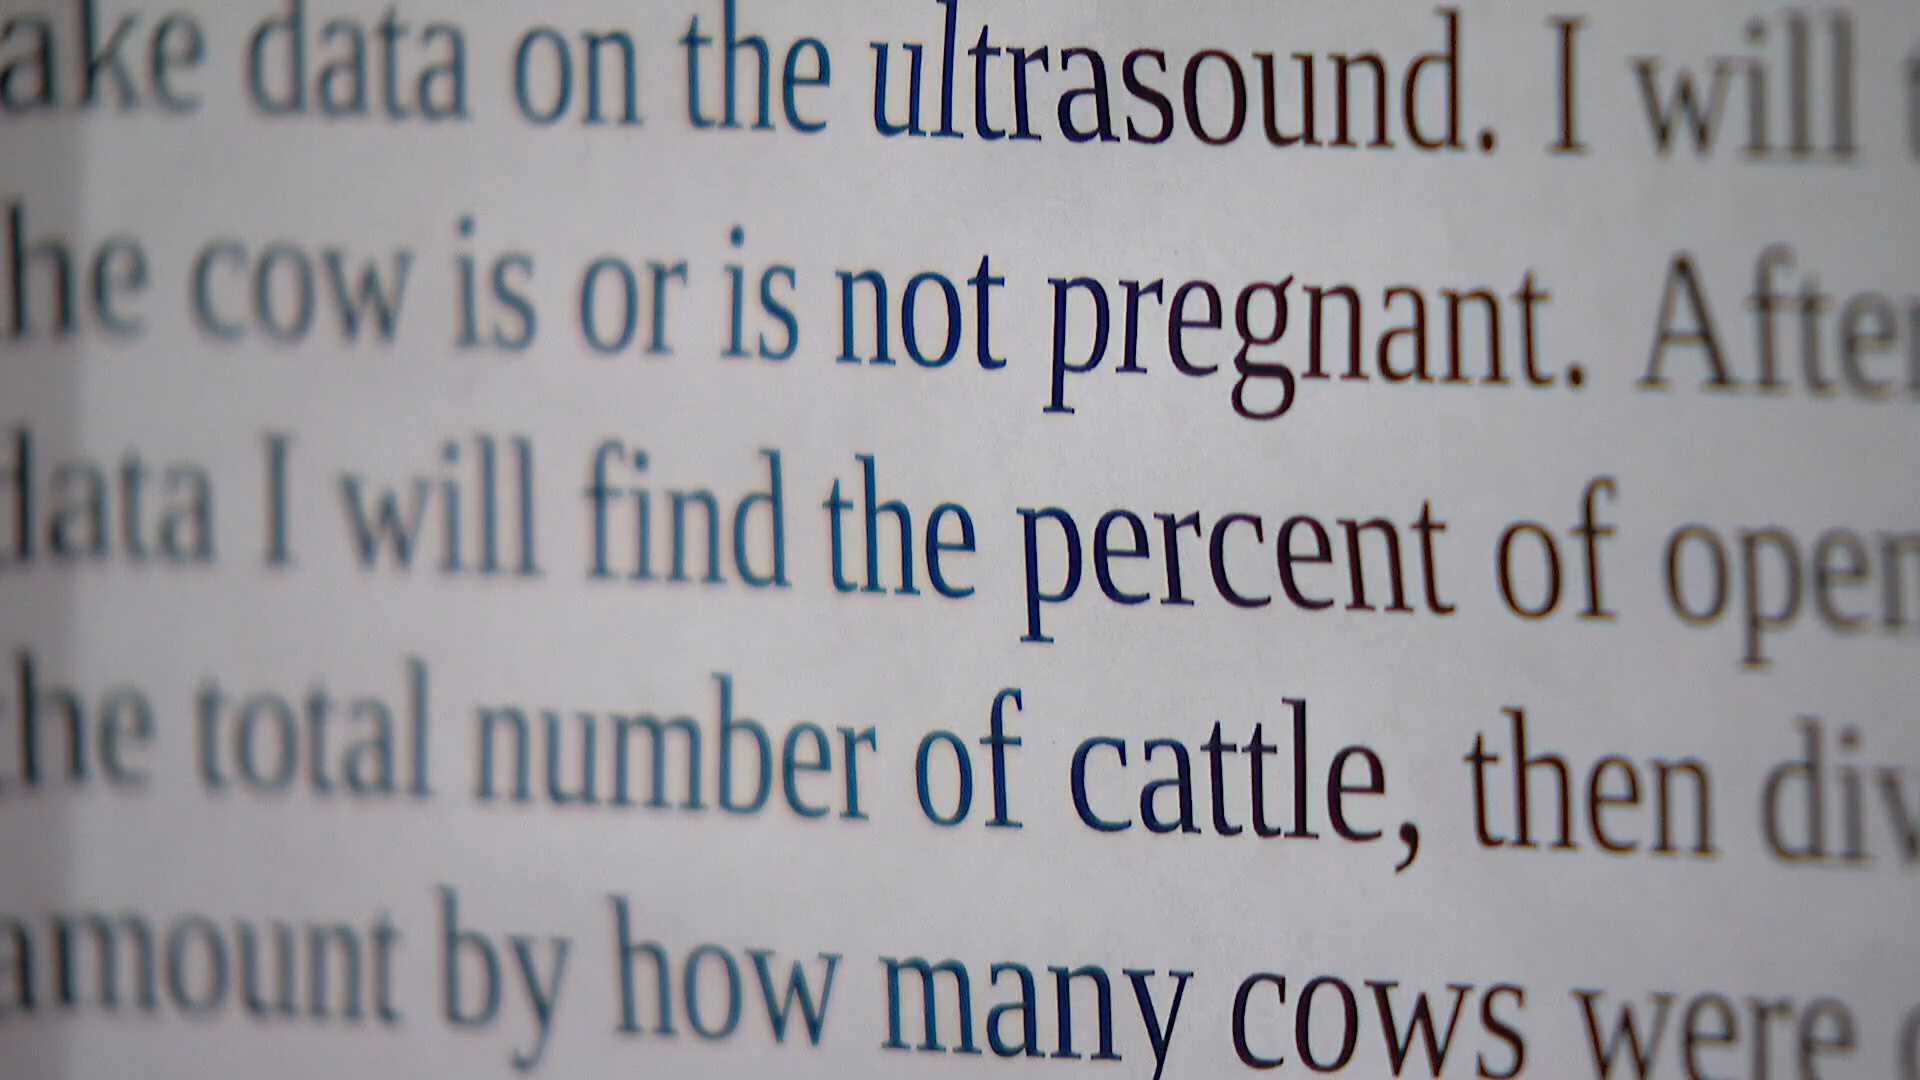 ake data on the ultrasound. I will
he cow is or is not pregnant. After
data I will find the percent of open
he total number of cattle, then div
amount by how many cows were